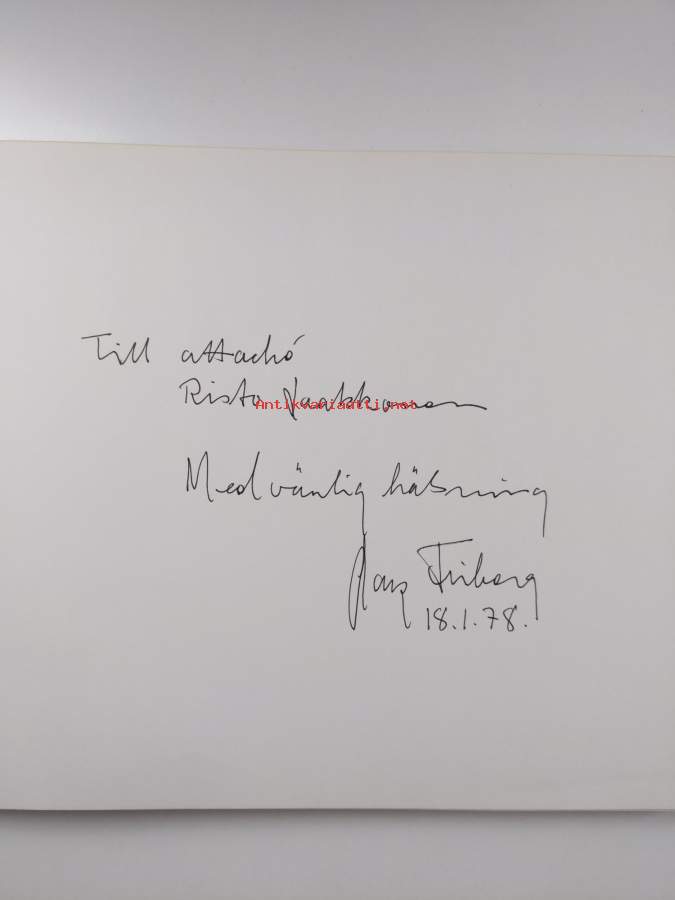 Till attaché
Risto
Antikvariaatti.net
Med vänlig hälsning
Friberg
18.1.78.